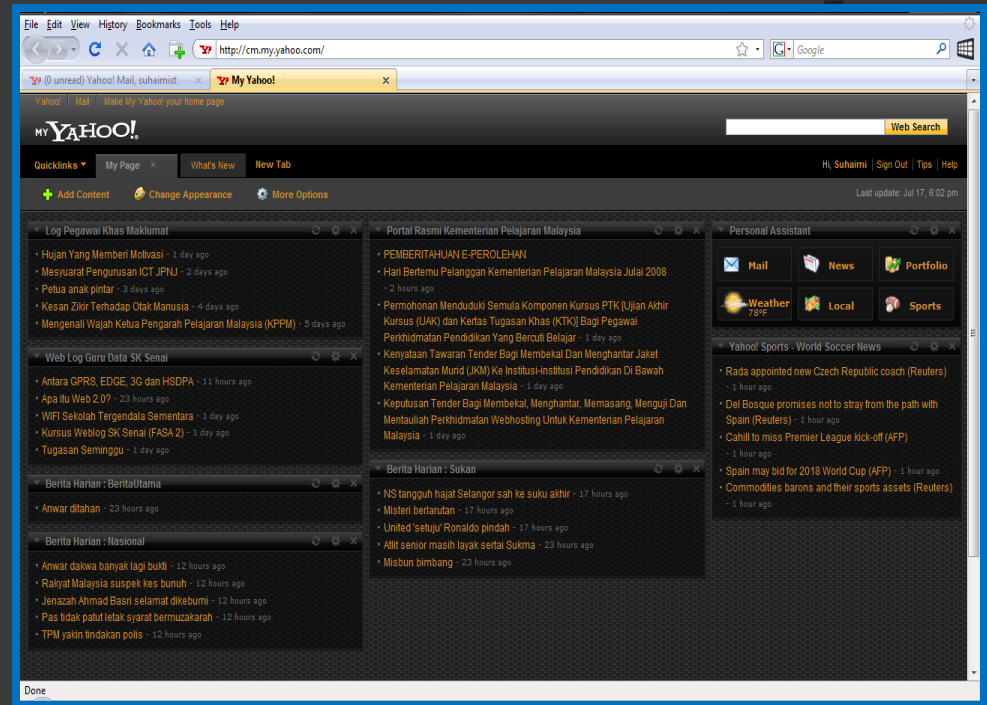 File Edit View History Bookmarks Tools Help
http://cm.my.yahoo.com/
Google
(0 unread) Yahoo! Mail, suhaimist
My Yahoo!
Yahoo! Mail Make My Yahoo! your home page
MY YAHOO!
Web Search
Quicklinks My Page What's New New Tab
Hi, Suhaimi Sign Out Tips Help
Add Content Change Appearance More Options
Last update: Jul 17, 6:02 pm
Log Pegawai Khas Maklumat
Hujan Yang Memberi Motivasi - 1 day ago
Mesyuarat Pengurusan ICT JPNJ - 2 days ago
Petua anak pintar - 3 days ago
Kesan Zikir Terhadap Otak Manusia - 4 days ago
Mengenali Wajah Ketua Pengarah Pelajaran Malaysia (KPPM) - 5 days ago
Web Log Guru Data SK Senai
Antara GPRS, EDGE, 3G dan HSDPA - 11 hours ago
Apa itu Web 2.0? - 23 hours ago
WIFI Sekolah Tergendala Sementara - 1 day ago
Kursus Weblog SK Senai (FASA 2) - 1 day ago
Tugasan Seminggu - 1 day ago
Berita Harian : BeritaUtama
Anwar ditahan - 23 hours ago
Berita Harian : Nasional
Anwar dakwa banyak lagi bukti - 12 hours ago
Rakyat Malaysia suspek kes bunuh - 12 hours ago
Jenazah Ahmad Basri selamat dikebumi - 12 hours ago
Pas tidak patut letak syarat bermuzakarah - 12 hours ago
TPM yakin tindakan polis - 12 hours ago
Portal Rasmi Kementerian Pelajaran Malaysia
PEMBERITAHUAN E-PEROLEHAN
Hari Bertemu Pelanggan Kementerian Pelajaran Malaysia Julai 2008
- 2 hours ago
Permohonan Menduduki Semula Komponen Kursus PTK [Ujian Akhir
Kursus (UAK) dan Kertas Tugasan Khas (KTK)] Bagi Pegawai
Perkhidmatan Pendidikan Yang Bercuti Belajar - 1 day ago
Kenyataan Tawaran Tender Bagi Membekal Dan Menghantar Jaket
Keselamatan Murid (JKM) Ke Institusi-institusi Pendidikan Di Bawah
Kementerian Pelajaran Malaysia - 1 day ago
Keputusan Tender Bagi Membekal, Menghantar, Memasang, Menguji Dan
Mentauliah Perkhidmatan Webhosting Untuk Kementerian Pelajaran
Malaysia - 1 day ago
Berita Harian : Sukan
NS tangguh hajat Selangor sah ke suku akhir - 17 hours ago
Misteri berlarutan - 17 hours ago
United 'setuju' Ronaldo pindah - 17 hours ago
Atlit senior masih layak sertai Sukma - 23 hours ago
Misbun bimbang - 23 hours ago
Personal Assistant
Mail News Portfolio
Weather Local Sports
78°F
Yahoo! Sports - World Soccer News
Rada appointed new Czech Republic coach (Reuters)
- 1 hour ago
Del Bosque promises not to stray from the path with
Spain (Reuters) - 1 hour ago
Cahill to miss Premier League kick-off (AFP)
- 1 hour ago
Spain may bid for 2018 World Cup (AFP) - 1 hour ago
Commodities barons and their sports assets (Reuters)
- 1 hour ago
Done